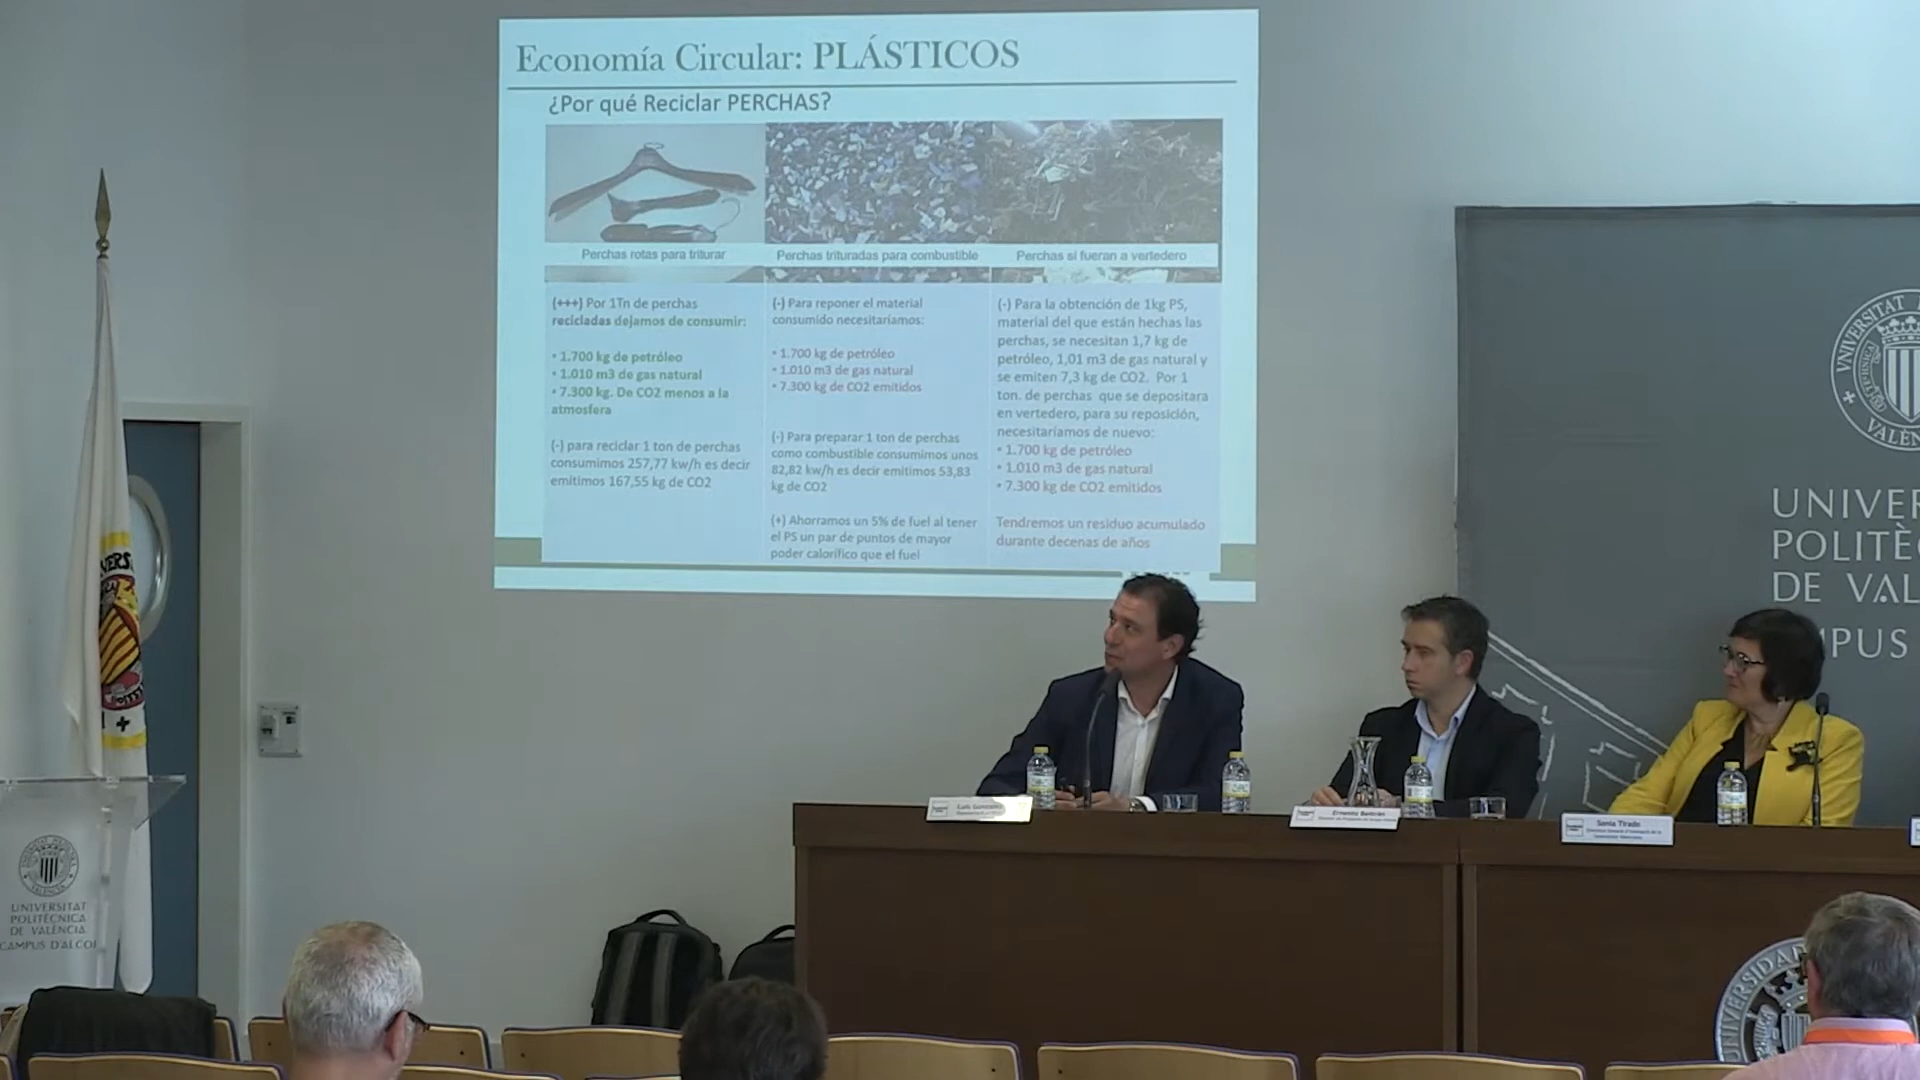 Economía Circular: PLÁSTICOS
¿Por qué Reciclar PERCHAS?
Perchas rotas para triturar
Perchas trituradas para combustible
Perchas si fueran a vertedero
(+++) Por 1Tn de perchas
recicladas dejamos de consumir:
• 1.700 kg de petróleo
• 1.010 m3 de gas natural
• 7.300 kg. De CO2 menos a la
atmosfera
(-) para reciclar 1 ton de perchas
consumimos 257,77 kw/h es decir
emitimos 167,55 kg de CO2
(-) Para reponer el material
consumido necesitaríamos:
• 1.700 kg de petróleo
• 1.010 m3 de gas natural
• 7.300 kg de CO2 emitidos
(-) Para preparar 1 ton de perchas
como combustible consumimos unos
82,82 kw/h es decir emitimos 53,83
kg de CO2
(+) Ahorramos un 5% de fuel al tener
el PS un par de puntos de mayor
poder calorífico que el fuel
(-) Para la obtención de 1kg PS,
material del que están hechas las
perchas, se necesitan 1,7 kg de
petróleo, 1,01 m3 de gas natural y
se emiten 7,3 kg de CO2. Por 1
ton. de perchas que se depositara
en vertedero, para su reposición,
necesitaríamos de nuevo:
• 1.700 kg de petróleo
• 1.010 m3 de gas natural
• 7.300 kg de CO2 emitidos
Tendremos un residuo acumulado
durante decenas de años
UNIVER
POLITÈC
DE VAL
MPUS
Ernesto Beltrán
Sonia Tirado
UNIVERSITAT
POLITÈCNICA
DE VALÈNCIA
CAMPUS D'ALCOI